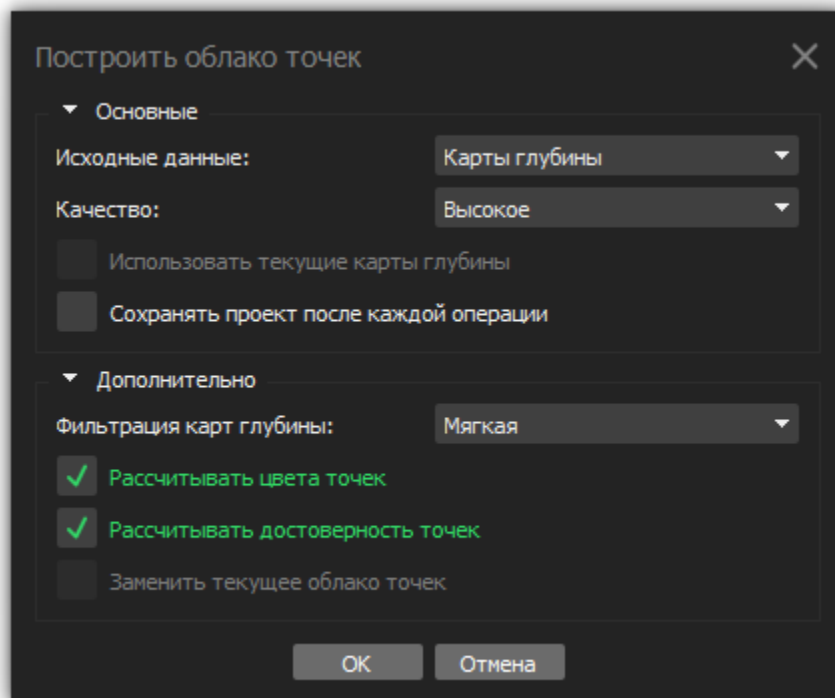 Построить облако точек
Основные
Исходные данные: Карты глубины
Качество: Высокое
Использовать текущие карты глубины
Сохранять проект после каждой операции
Дополнительно
Фильтрация карт глубины: Мягкая
Рассчитывать цвета точек
Рассчитывать достоверность точек
Заменить текущее облако точек
OK Отмена